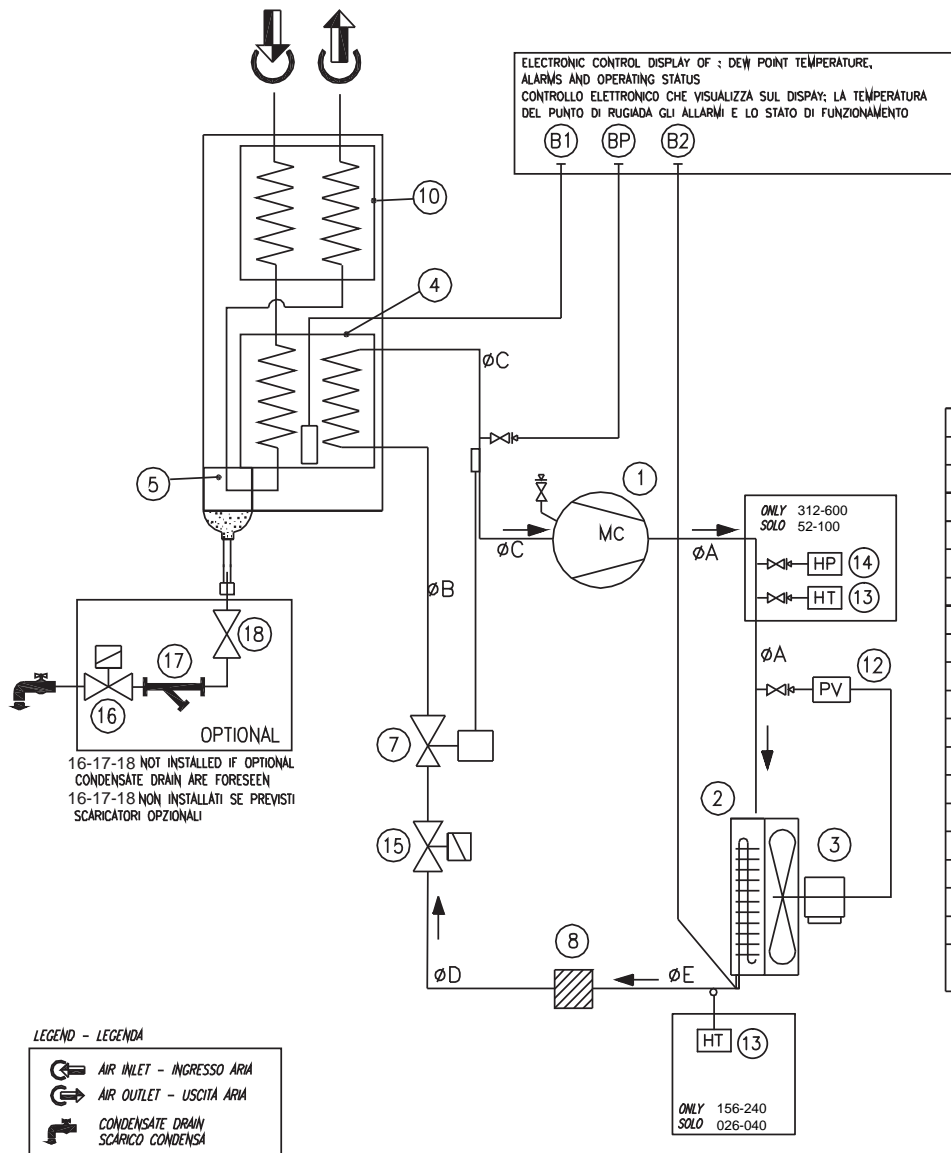 ELECTRONIC CONTROL DISPLAY OF : DEW POINT TEMPERATURE,
ALARMS AND OPERATING STATUS
CONTROLLO ELETTRONICO CHE VISUALIZZA SUL DISPAY: LA TEMPERATURA
DEL PUNTO DI RUGIADA GLI ALLARMI E LO STATO DI FUNZIONAMENTO
B1 BP B2
10
4
ØC
5
1
MC
ØC
ØA
ONLY 312-600
SOLO 52-100
HP 14
HT 13
ØB
18
17
16
OPTIONAL
16-17-18 NOT INSTALLED IF OPTIONAL
CONDENSATE DRAIN ARE FORESEEN
16-17-18 NON INSTALLATI SE PREVISTI
SCARICATORI OPZIONALI
ØA
12
PV
7
2
15
3
8
ØD
ØE
HT 13
ONLY 156-240
SOLO 026-040
LEGEND - LEGENDA
AIR INLET - INGRESSO ARIA
AIR OUTLET - USCITA ARIA
CONDENSATE DRAIN
SCARICO CONDENSA